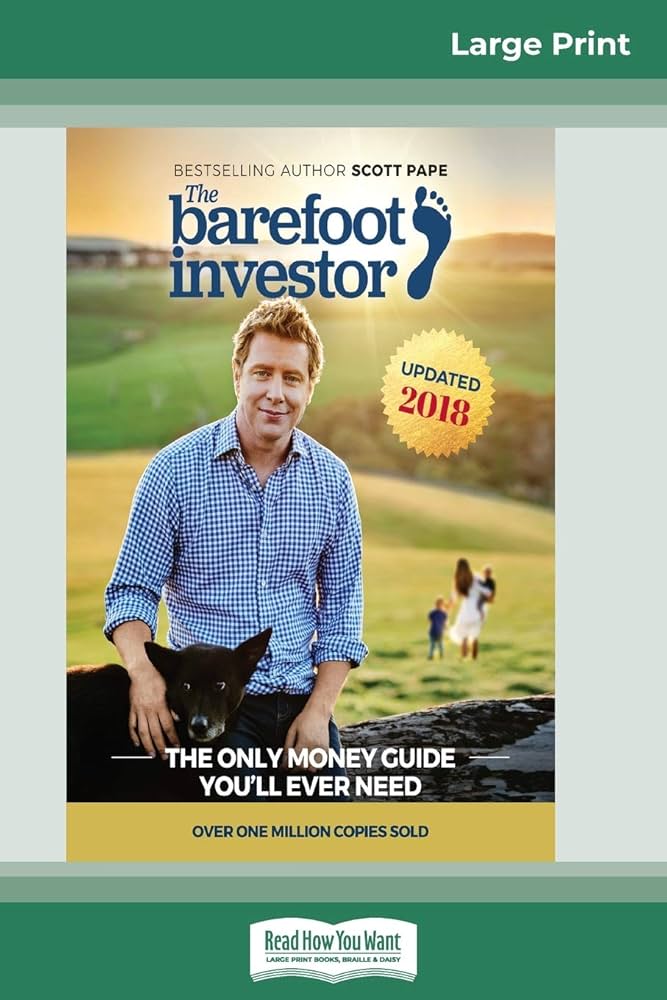 Large Print
BESTSELLING AUTHOR SCOTT PAPE
The
barefoot
investor
UPDATED
2018
THE ONLY MONEY GUIDE
YOU'LL EVER NEED
OVER ONE MILLION COPIES SOLD
Read How You Want
LARGE PRINT BOOKS, BRAILLE & DAISY